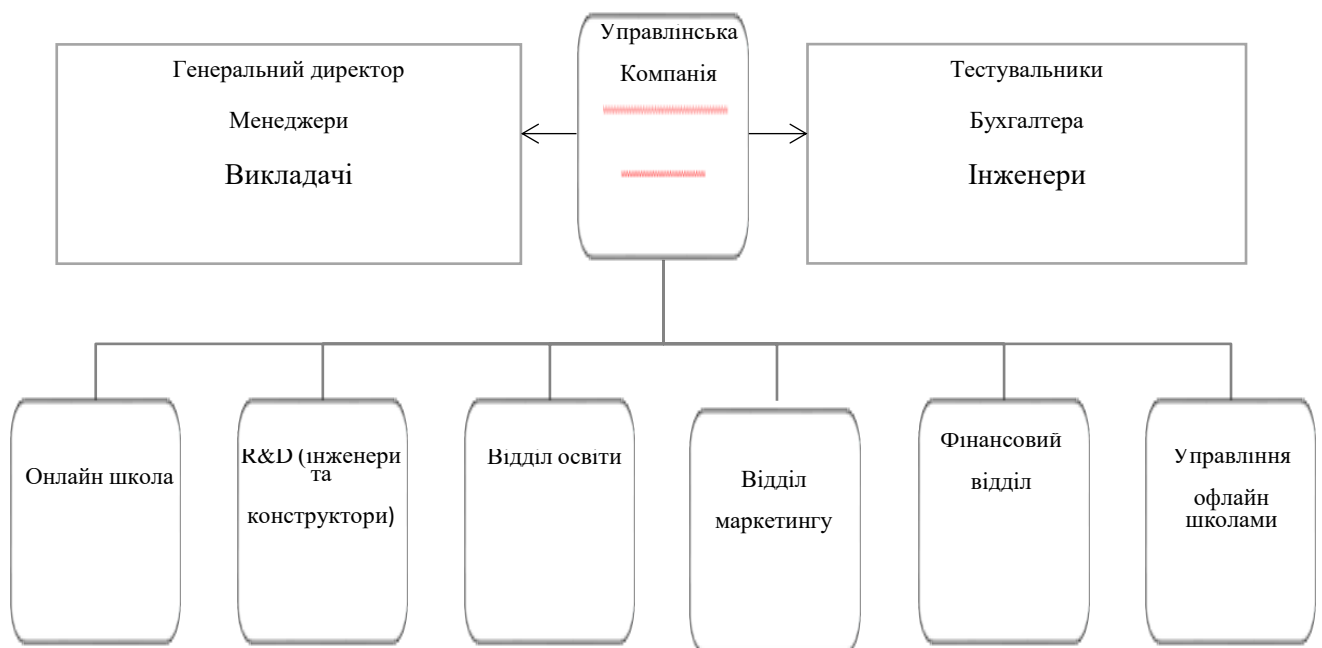 Управлінська
Компанія
Генеральний директор
Менеджери
Викладачі
Тестувальники
Бухгалтера
Інженери
Онлайн школа
R&D (інженери
та
конструктори)
Відділ освіти
Відділ
маркетингу
Фінансовий
відділ
Управління
офлайн
школами